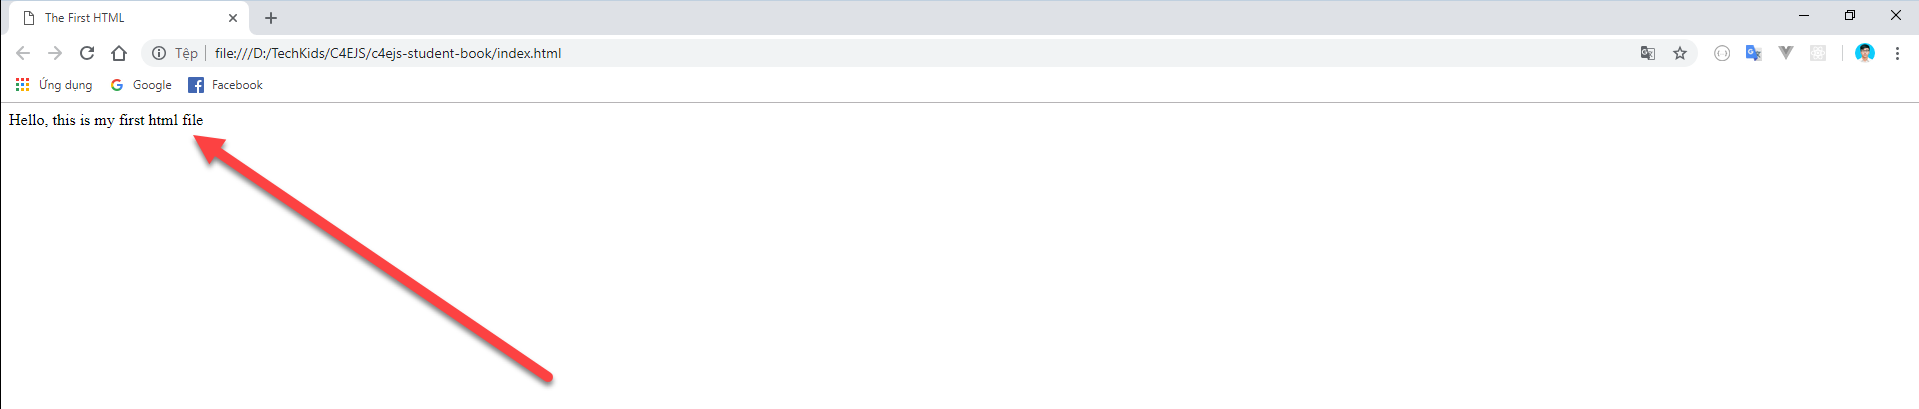 The First HTML
Tệp file:///D:/TechKids/C4EJS/c4ejs-student-book/index.html
Ứng dụng Google Facebook
Hello, this is my first html file